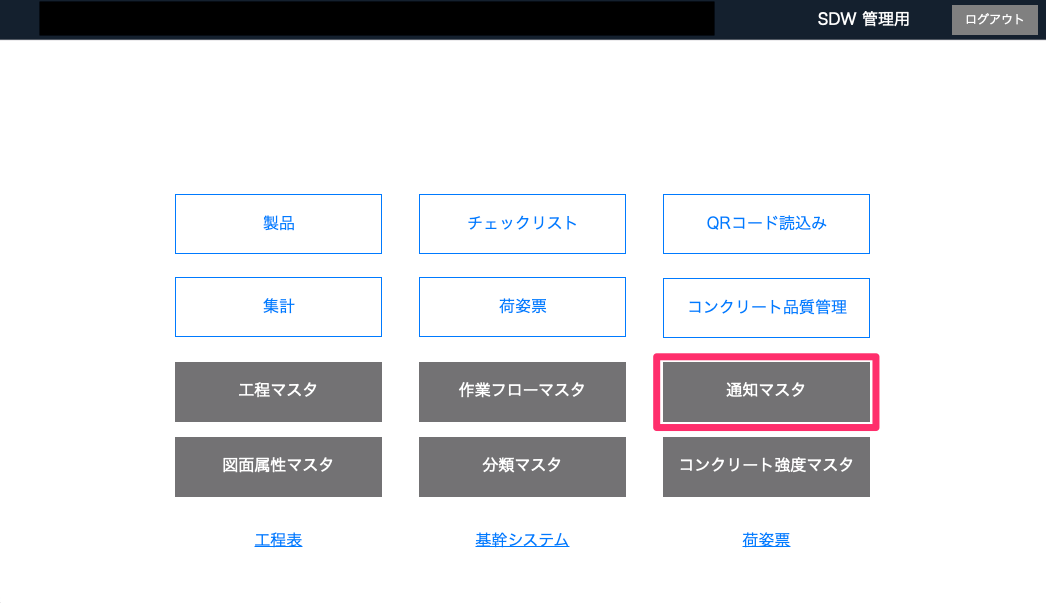 SDW 管理用
ログアウト
製品
チェックリスト
QRコード読込み
集計
荷姿票
コンクリート品質管理
工程マスタ
作業フローマスタ
通知マスタ
図面属性マスタ
分類マスタ
コンクリート強度マスタ
工程表
基幹システム
荷姿票